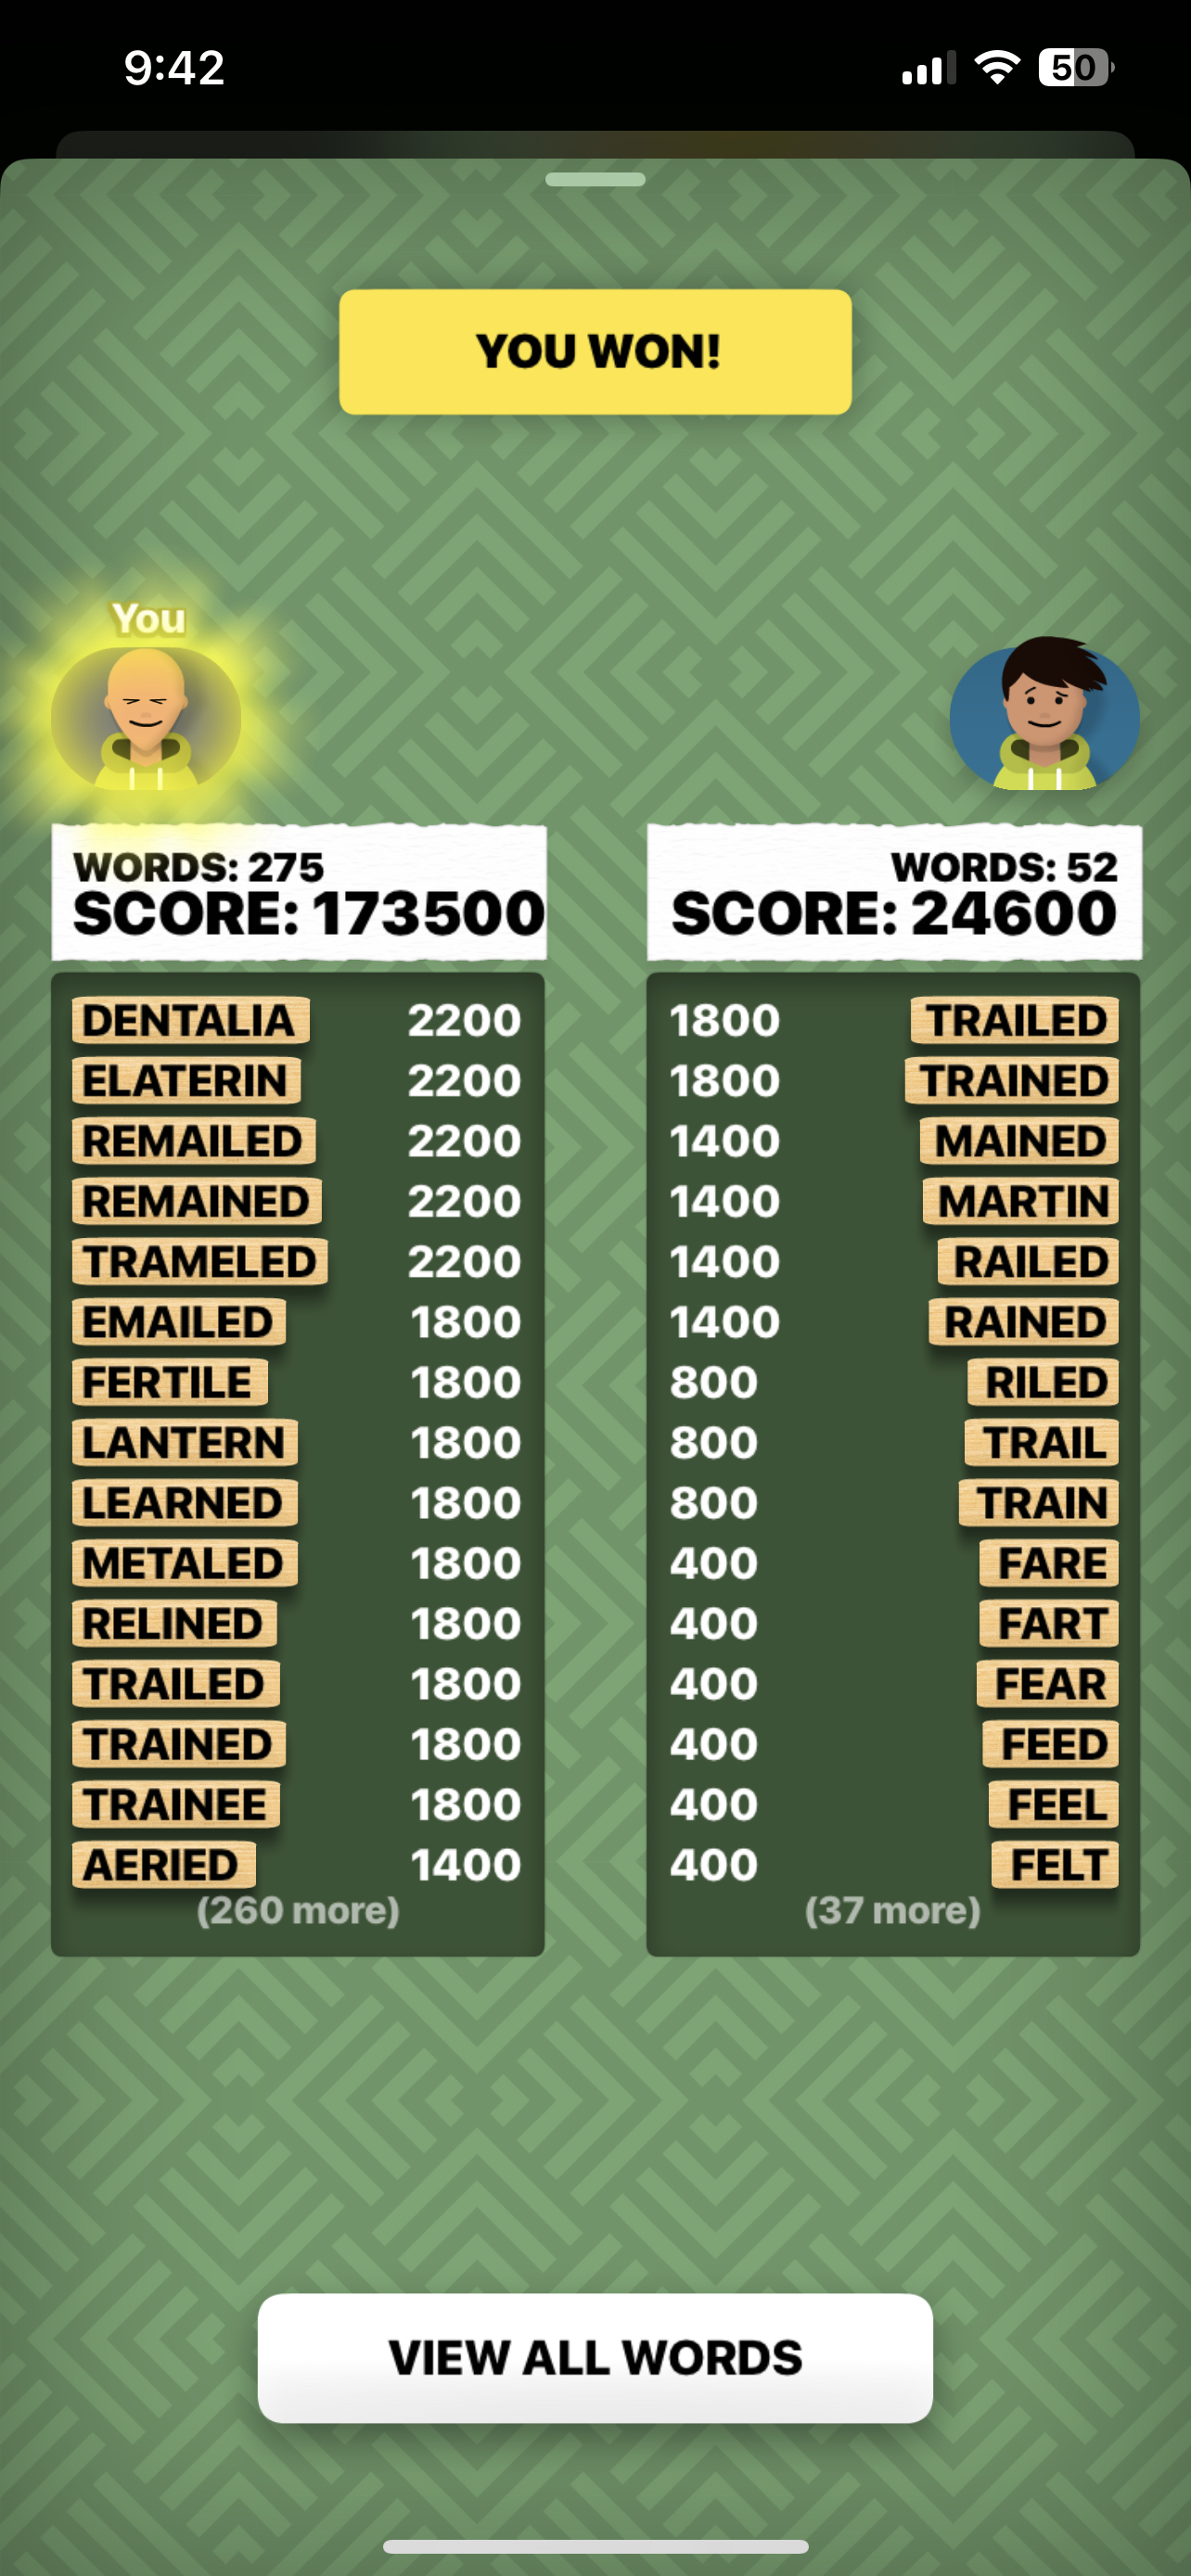 9:42
50
YOU WON!
You
WORDS: 275
SCORE: 173500
DENTALIA 2200
ELATERIN 2200
REMAILED 2200
REMAINED 2200
TRAMELED 2200
EMAILED 1800
FERTILE 1800
LANTERN 1800
LEARNED 1800
METALED 1800
RELINED 1800
TRAILED 1800
TRAINED 1800
TRAINEE 1800
AERIED 1400
(260 more)
WORDS: 52
SCORE: 24600
1800 TRAILED
1800 TRAINED
1400 MAINED
1400 MARTIN
1400 RAILED
1400 RAINED
800 RILED
800 TRAIL
800 TRAIN
400 FARE
400 FART
400 FEAR
400 FEED
400 FEEL
400 FELT
(37 more)
VIEW ALL WORDS